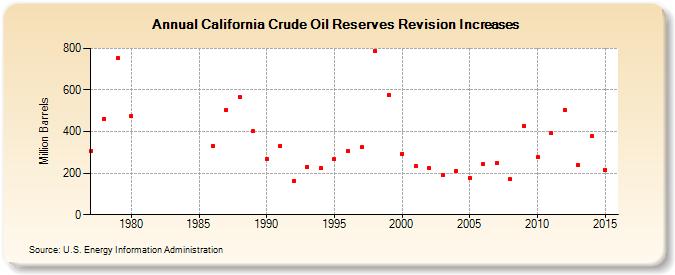 Annual California Crude Oil Reserves Revision Increases
Million Barrels
800
600
400
200
0
1980 1985 1990 1995 2000 2005 2010 2015
Source: U.S. Energy Information Administration